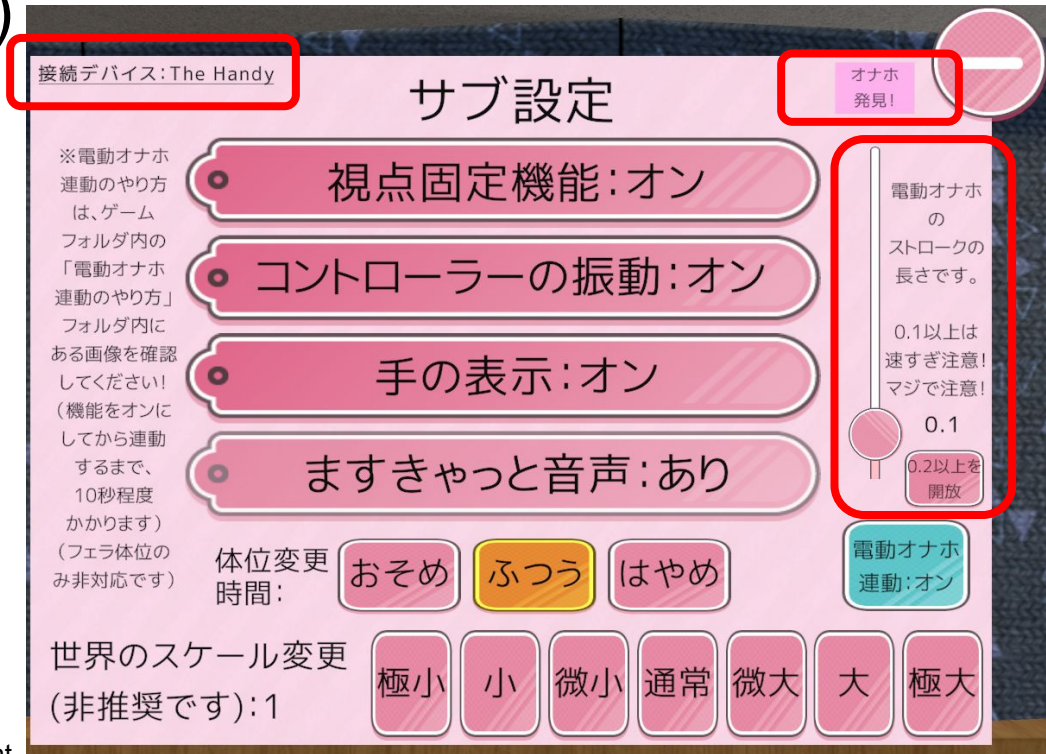 )
接続デバイス：The Handy
サブ設定
オナホ
発見！
※電動オナホ
連動のやり方
は、ゲーム
フォルダ内の
「電動オナホ
連動のやり方」
フォルダ内に
ある画像を確認
してください！
（機能をオンに
してから連動
するまで、
10秒程度
かかります）
（フェラ体位の
み非対応です）
視点固定機能：オン
コントローラーの振動：オン
手の表示：オン
ますきゃっと音声：あり
電動オナホ
の
ストロークの
長さです。
0.1以上は
速すぎ注意！
マジで注意！
0.1
0.2以上を
開放
体位変更
時間：
おそめ
ふつう
はやめ
電動オナホ
連動：オン
世界のスケール変更
(非推奨です)：1
極小
小
微小
通常
微大
大
極大